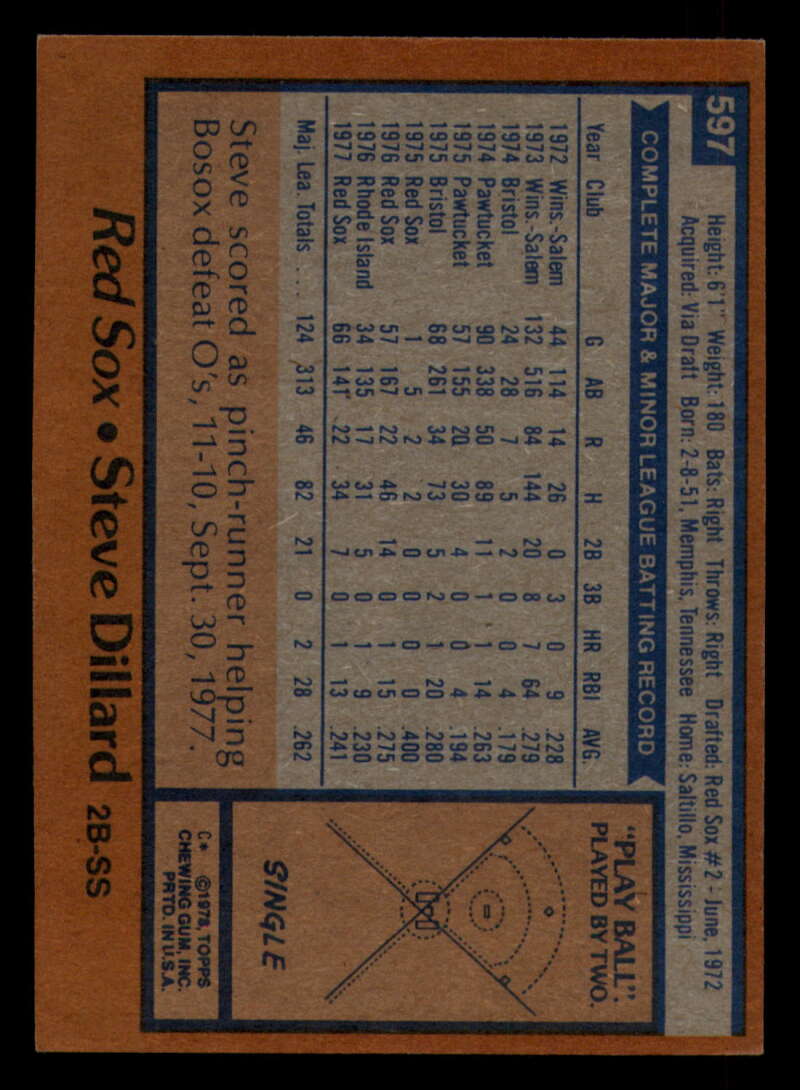 597
Height: 6'1" Weight: 180 Bats: Right Throws: Right Drafted: Red Sox #2 - June, 1972
Acquired: Via Draft Born: 2-8-51, Memphis, Tennessee Home: Saltillo, Mississippi
COMPLETE MAJOR & MINOR LEAGUE BATTING RECORD
Year Club G AB R H 2B 3B HR RBI AVG.
1972 Wins.-Salem 44 114 14 26 0 3 0 9 .228
1973 Wins.-Salem 132 516 84 144 20 8 7 64 .279
1974 Bristol 24 28 7 5 2 0 0 4 .179
1974 Pawtucket 90 338 50 89 11 1 1 14 .263
1975 Pawtucket 57 155 20 30 4 0 0 4 .194
1975 Bristol 68 261 34 73 5 2 1 20 .280
1975 Red Sox 1 5 2 2 0 0 0 0 .400
1976 Red Sox 57 167 22 46 14 0 1 15 .275
1976 Rhode Island 34 135 17 31 5 0 1 9 .230
1977 Red Sox 66 141 22 34 7 0 1 13 .241
Maj. Lea. Totals .... 124 313 46 82 21 0 2 28 .262
Steve scored as pinch-runner helping
Bosox defeat O's, 11-10, Sept. 30, 1977.
"PLAY BALL":
PLAYED BY TWO.
SINGLE
C* ©1978, TOPPS
CHEWING GUM, INC.
PRTD. IN U.S.A.
Red Sox • Steve Dillard 2B-SS